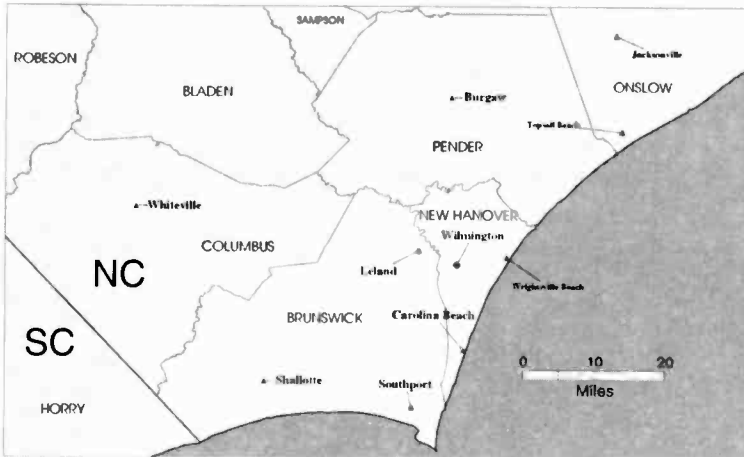 SAMPSON
Jacksonville
ROBESON
BLADEN
ONSLOW
Burgaw
Topsail Beach
PENDER
Whiteville
NEW HANOVER
Wilmington
COLUMBUS
Leland
NC
Wrightsville Beach
BRUNSWICK
Carolina Beach
SC
0 10 20
Miles
Shallotte
Southport
HORRY